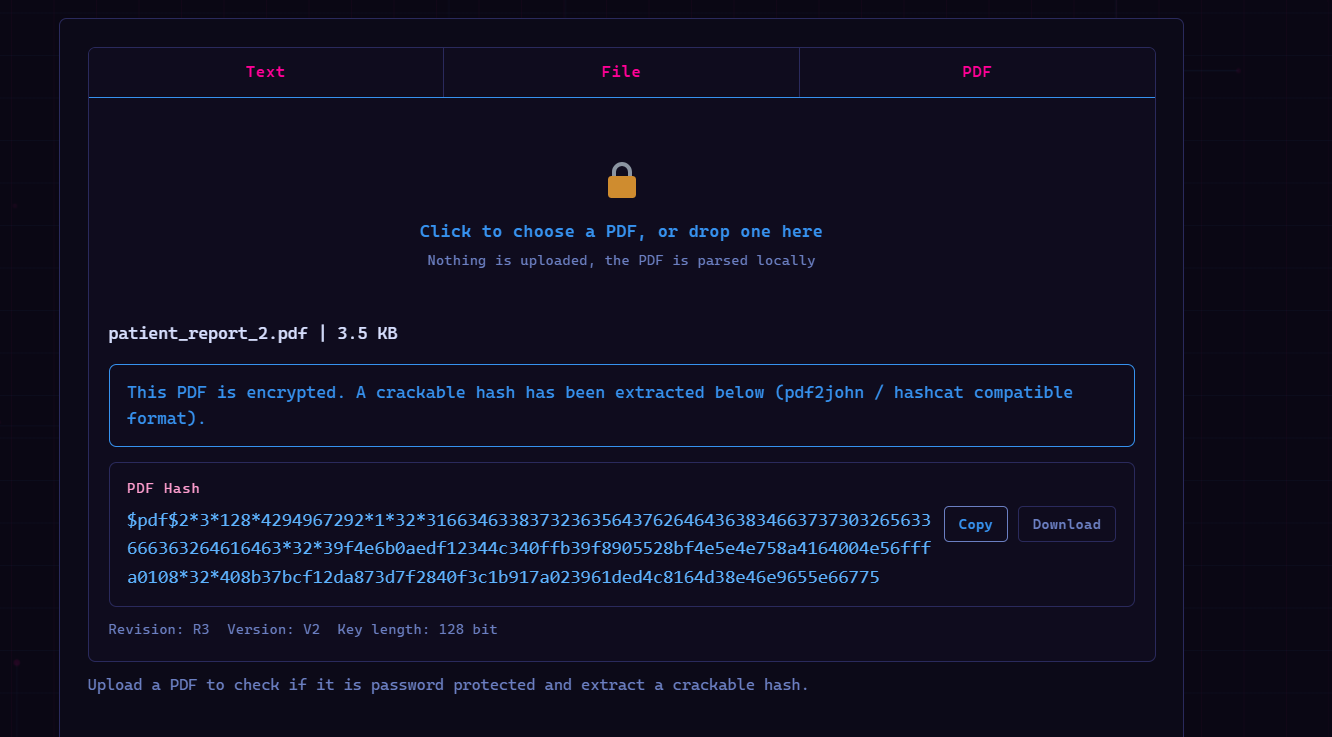 Text
File
PDF
Click to choose a PDF, or drop one here
Nothing is uploaded, the PDF is parsed locally
patient_report_2.pdf | 3.5 KB
This PDF is encrypted. A crackable hash has been extracted below (pdf2john / hashcat compatible
format).
PDF Hash
$pdf$2*3*128*4294967292*1*32*3166346338373236356437626464363834663737303265633
Copy
Download
666363264616463*32*39f4e6b0aedf12344c340ffb39f8905528bf4e5e4e758a4164004e56fff
a0108*32*408b37bcf12da873d7f2840f3c1b917a023961ded4c8164d38e46e9655e66775
Revision: R3 Version: V2 Key length: 128 bit
Upload a PDF to check if it is password protected and extract a crackable hash.